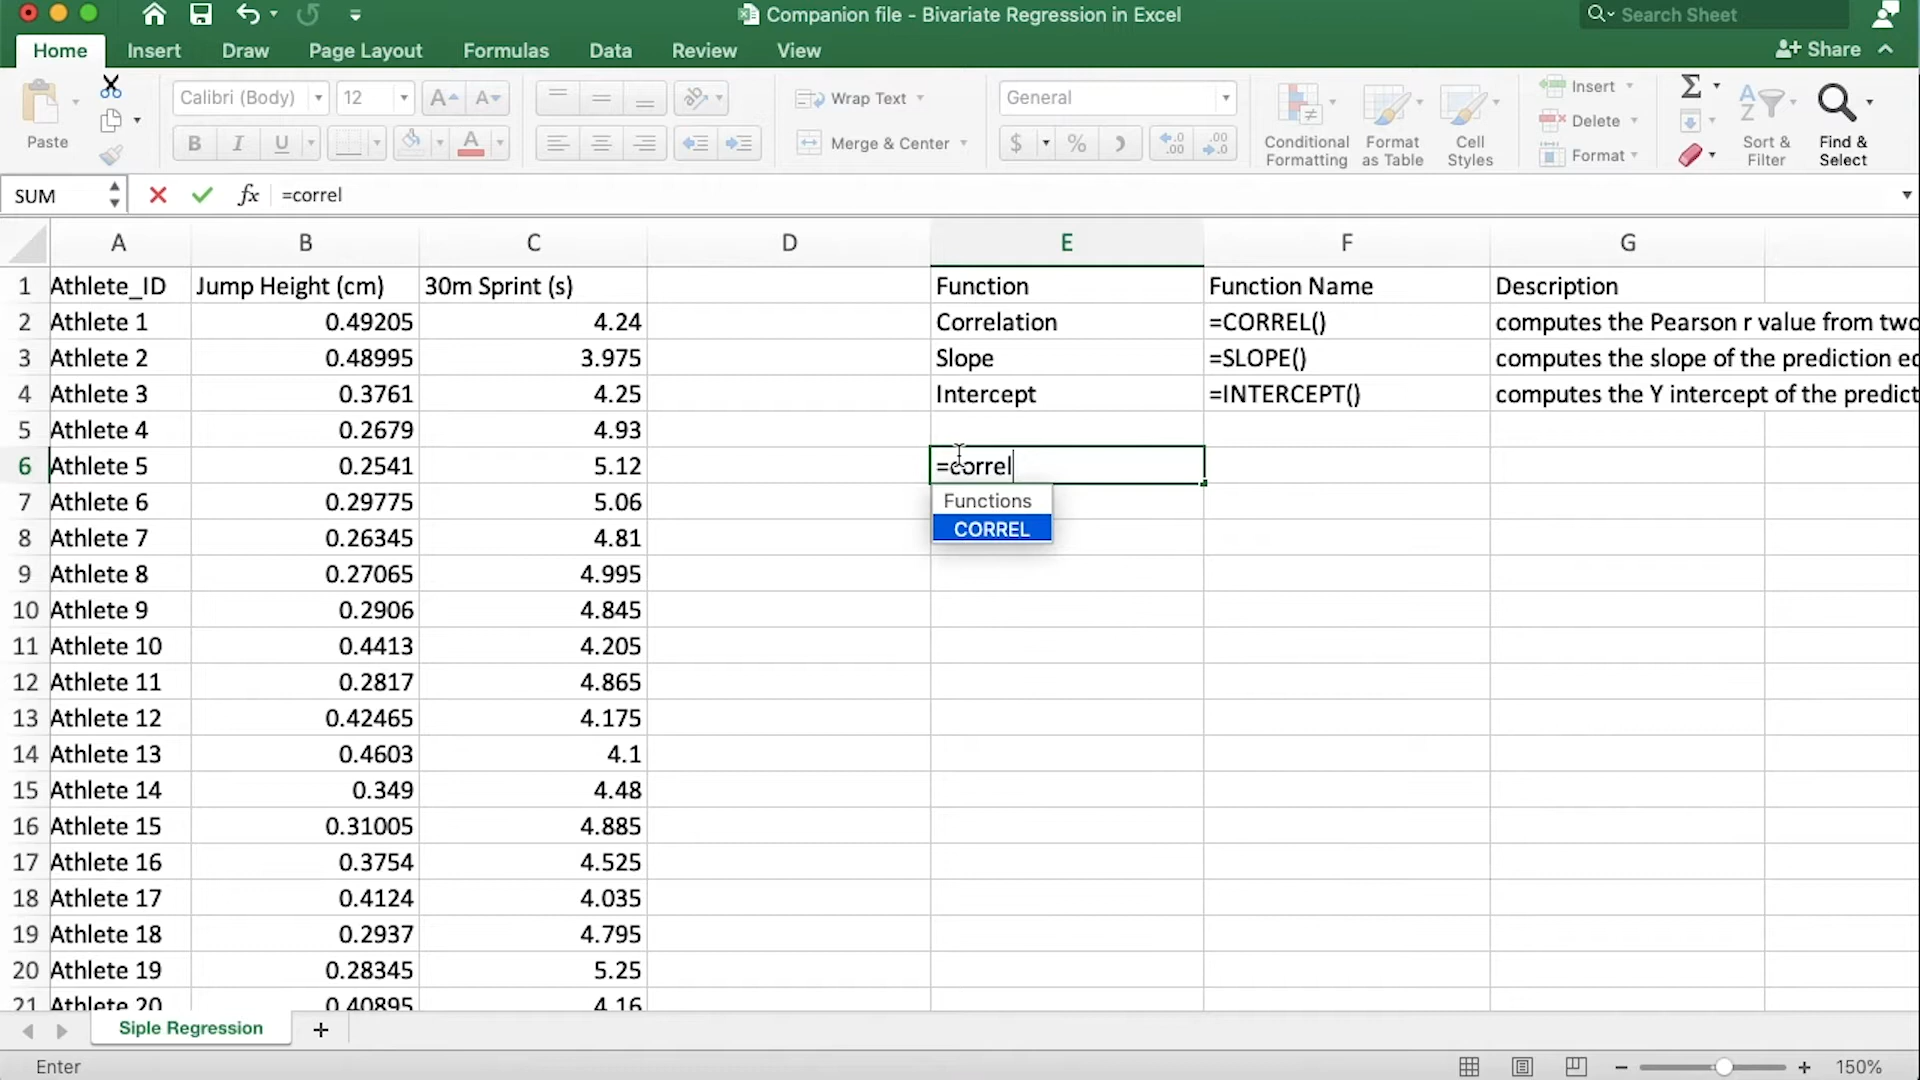 Companion file - Bivariate Regression in Excel
Search Sheet
Home Insert Draw Page Layout Formulas Data Review View
Share
Paste
Calibri (Body) 12
B I U
Wrap Text
Merge & Center
General
$ %
Conditional Formatting
Format as Table
Cell Styles
Insert
Delete
Format
Sort & Filter
Find & Select
SUM fx =correl
A B C D E F G
1 Athlete_ID Jump Height (cm) 30m Sprint (s) Function Function Name Description
2 Athlete 1 0.49205 4.24 Correlation =CORREL() computes the Pearson r value from two
3 Athlete 2 0.48995 3.975 Slope =SLOPE() computes the slope of the prediction
4 Athlete 3 0.3761 4.25 Intercept =INTERCEPT() computes the Y intercept of the predict
5 Athlete 4 0.2679 4.93
6 Athlete 5 0.2541 5.12 =correl
7 Athlete 6 0.29775 5.06 Functions
8 Athlete 7 0.26345 4.81 CORREL
9 Athlete 8 0.27065 4.995
10 Athlete 9 0.2906 4.845
11 Athlete 10 0.4413 4.205
12 Athlete 11 0.2817 4.865
13 Athlete 12 0.42465 4.175
14 Athlete 13 0.4603 4.1
15 Athlete 14 0.349 4.48
16 Athlete 15 0.31005 4.885
17 Athlete 16 0.3754 4.525
18 Athlete 17 0.4124 4.035
19 Athlete 18 0.2937 4.795
20 Athlete 19 0.28345 5.25
21 Athlete 20 0.40895 4.16
Siple Regression
Enter
150%